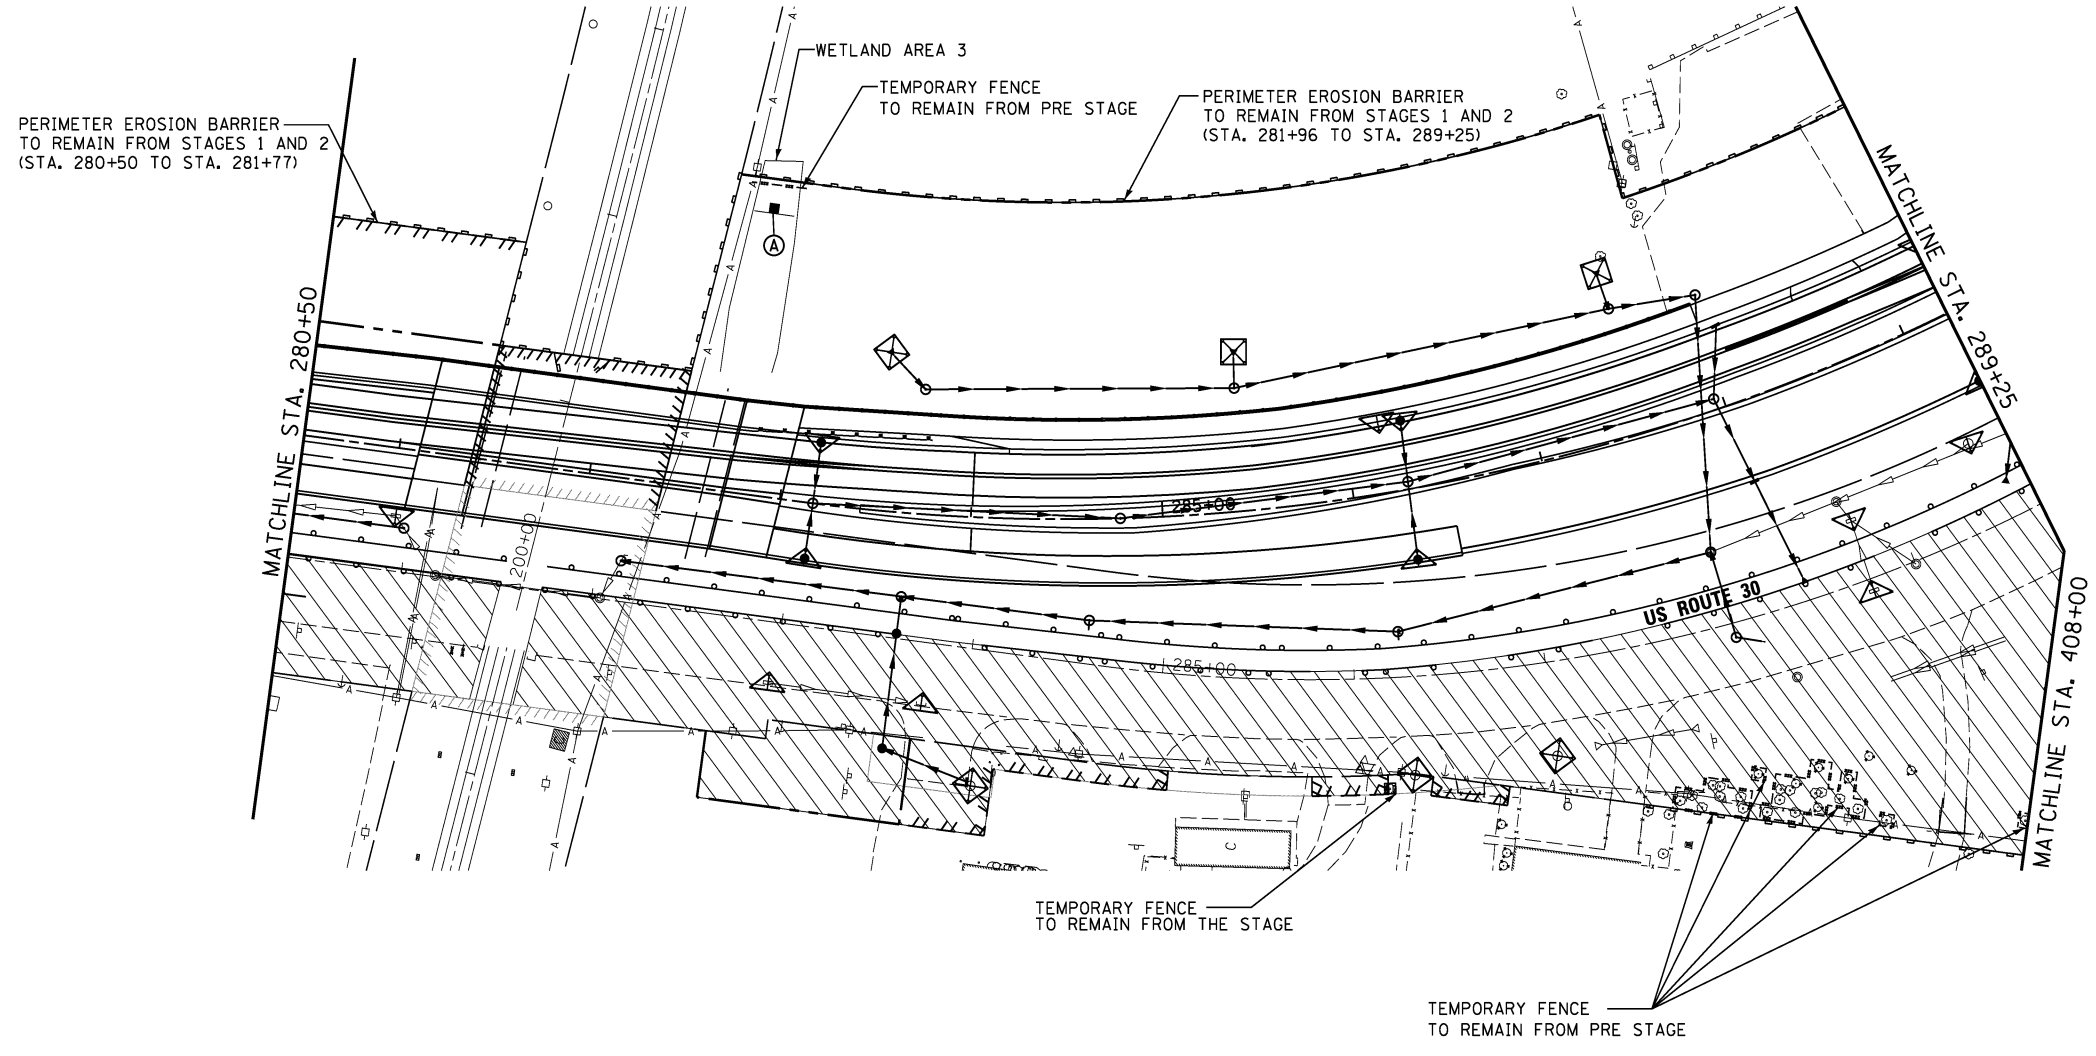 WETLAND AREA 3
TEMPORARY FENCE
TO REMAIN FROM PRE STAGE
PERIMETER EROSION BARRIER
TO REMAIN FROM STAGES 1 AND 2
(STA. 281+96 TO STA. 289+25)
PERIMETER EROSION BARRIER
TO REMAIN FROM STAGES 1 AND 2
(STA. 280+50 TO STA. 281+77)
A
MATCHLINE STA. 280+50
MATCHLINE STA. 289+25
285+00
200+00
US ROUTE 30
285+00
MATCHLINE STA. 408+00
C
TEMPORARY FENCE
TO REMAIN FROM THE STAGE
TEMPORARY FENCE
TO REMAIN FROM PRE STAGE